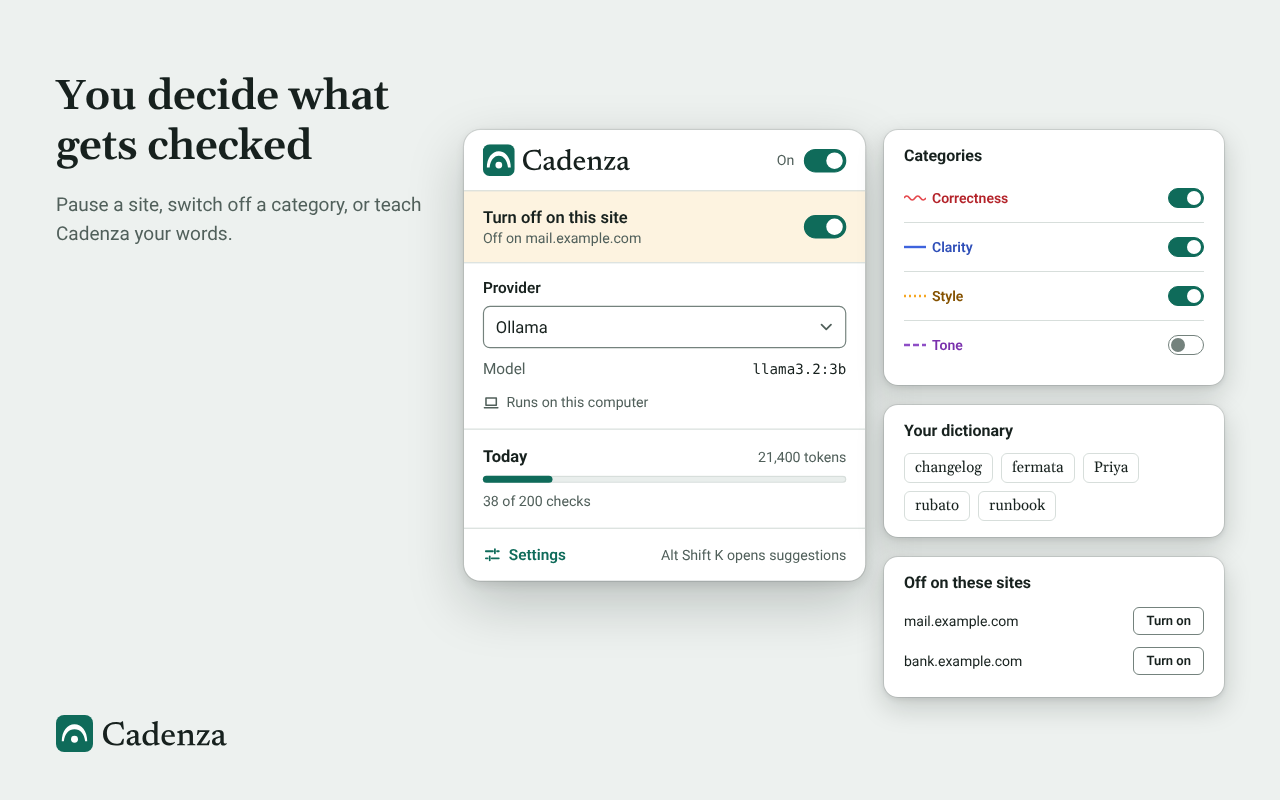 You decide what
gets checked
Pause a site, switch off a category, or teach
Cadenza your words.
Cadenza
On
Turn off on this site
Off on mail.example.com
Provider
Ollama
Model
llama3.2:3b
Runs on this computer
Today
21,400 tokens
38 of 200 checks
Settings
Alt Shift K opens suggestions
Categories
Correctness
Clarity
Style
Tone
Your dictionary
changelog
fermata
Priya
rubato
runbook
Off on these sites
mail.example.com
Turn on
bank.example.com
Turn on
Cadenza